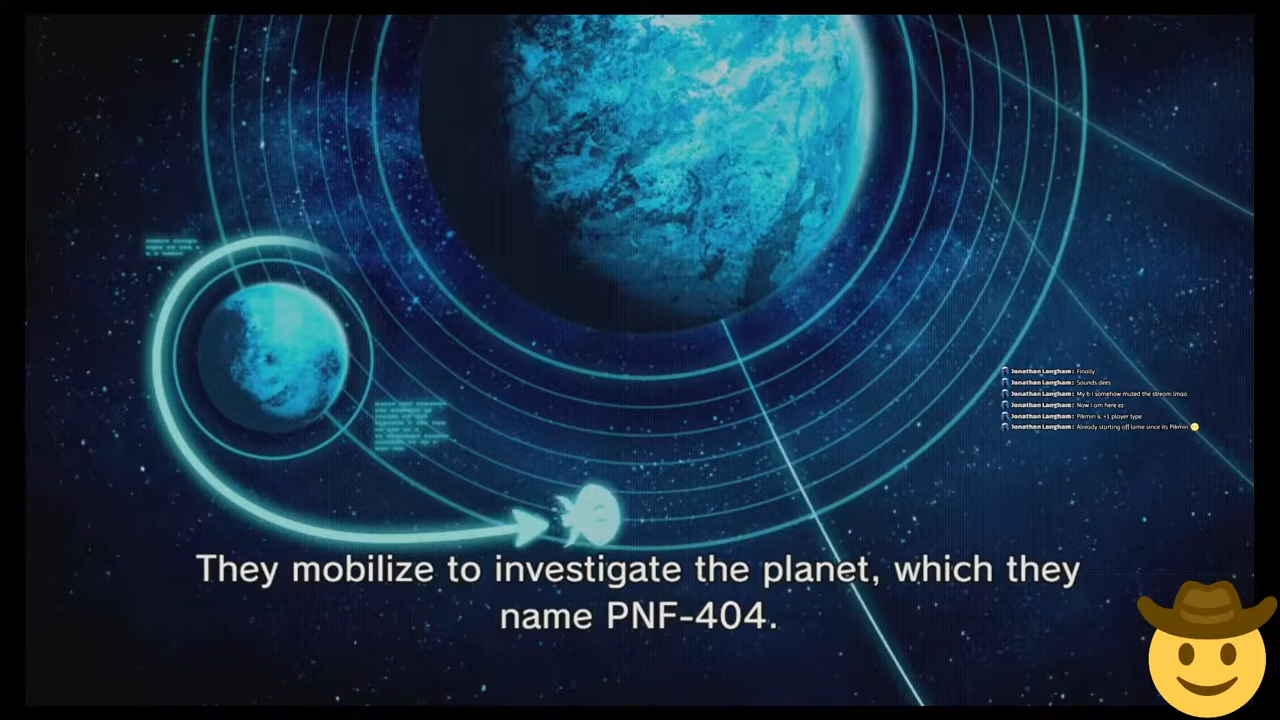 Jonathan Langham: Finally
Jonathan Langham: Sounds dees
Jonathan Langham: My b I somehow muted the stream lmao
Jonathan Langham: Now I am here ez
Jonathan Langham: Pikmin 4, +1 player type
Jonathan Langham: Already starting off lame since its Pikmin
They mobilize to investigate the planet, which they
name PNF-404.